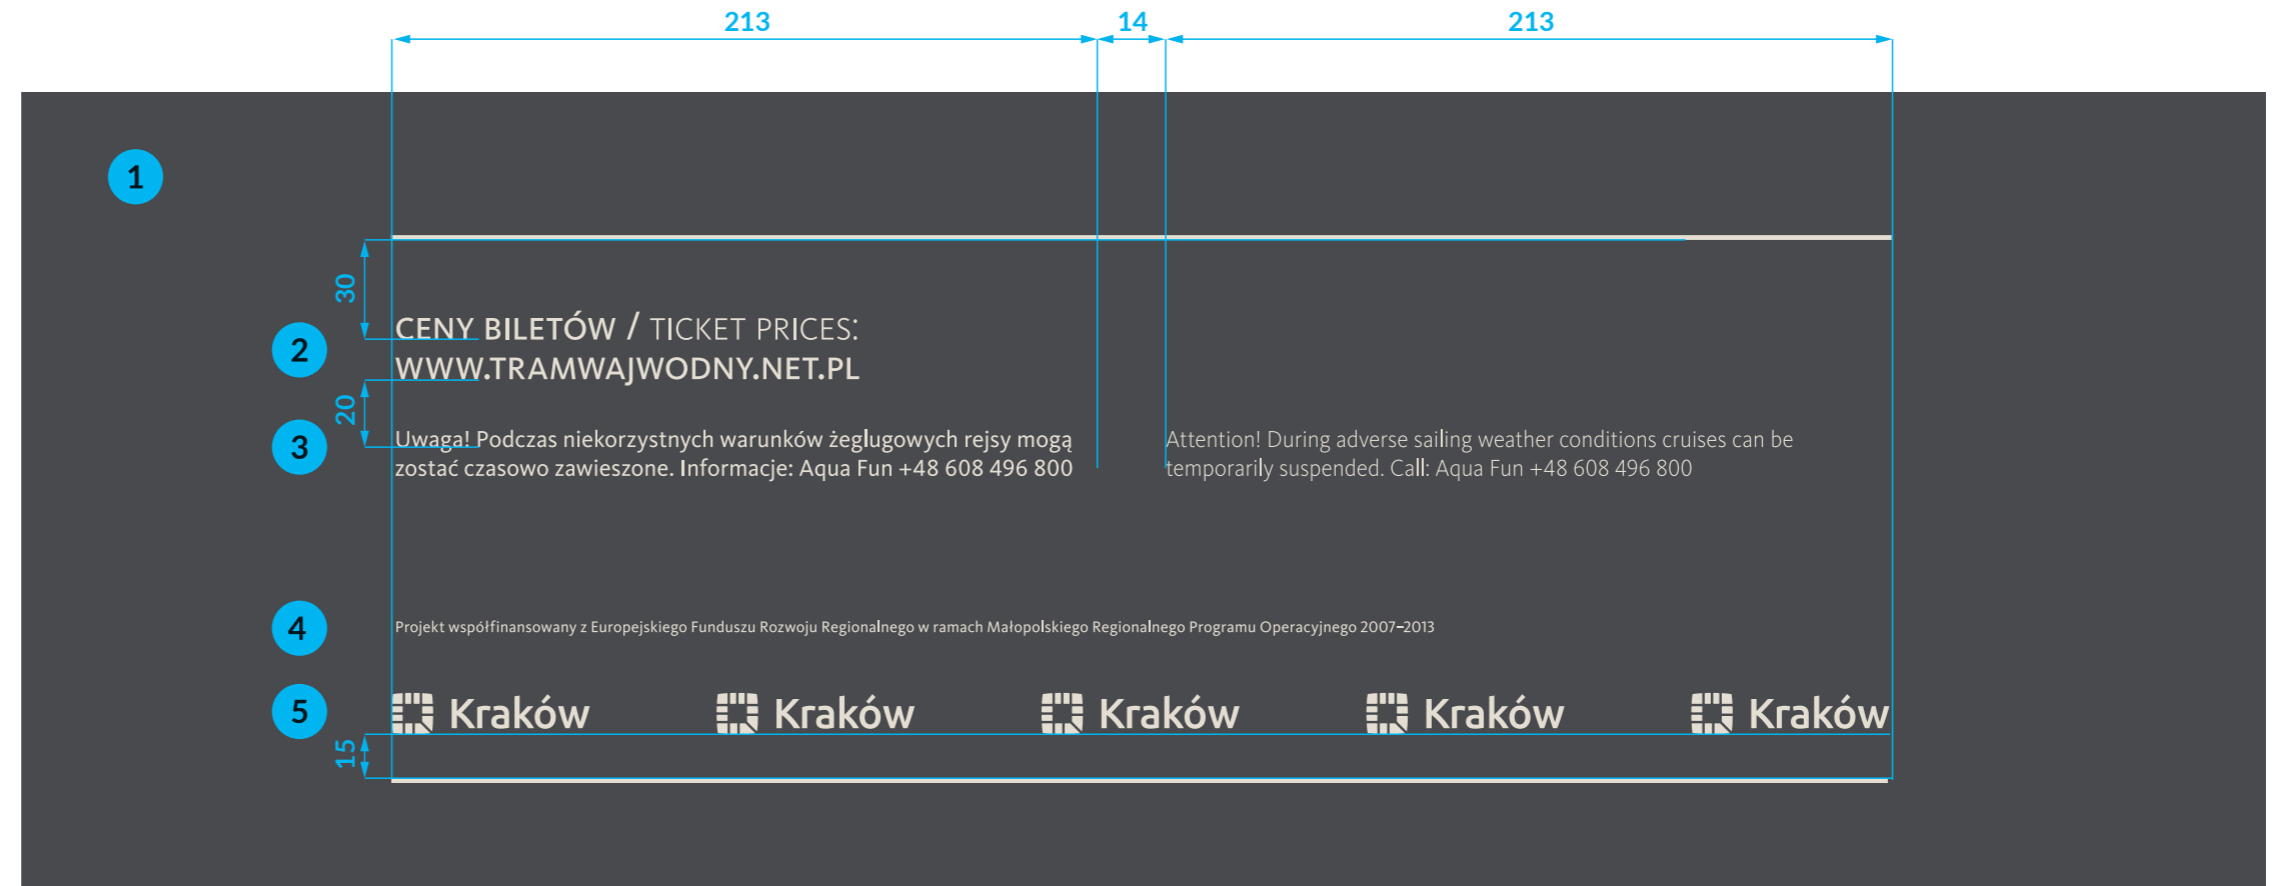 213 14 213
1
30
2
CENY BILETÓW / TICKET PRICES:
WWW.TRAMWAJWODNY.NET.PL
20
3
Uwaga! Podczas niekorzystnych warunków żeglugowych rejsy mogą
zostać czasowo zawieszone. Informacje: Aqua Fun +48 608 496 800
Attention! During adverse sailing weather conditions cruises can be
temporarily suspended. Call: Aqua Fun +48 608 496 800
4
Projekt współfinansowany z Europejskiego Funduszu Rozwoju Regionalnego w ramach Małopolskiego Regionalnego Programu Operacyjnego 2007–2013
5
Kraków Kraków Kraków Kraków Kraków
15